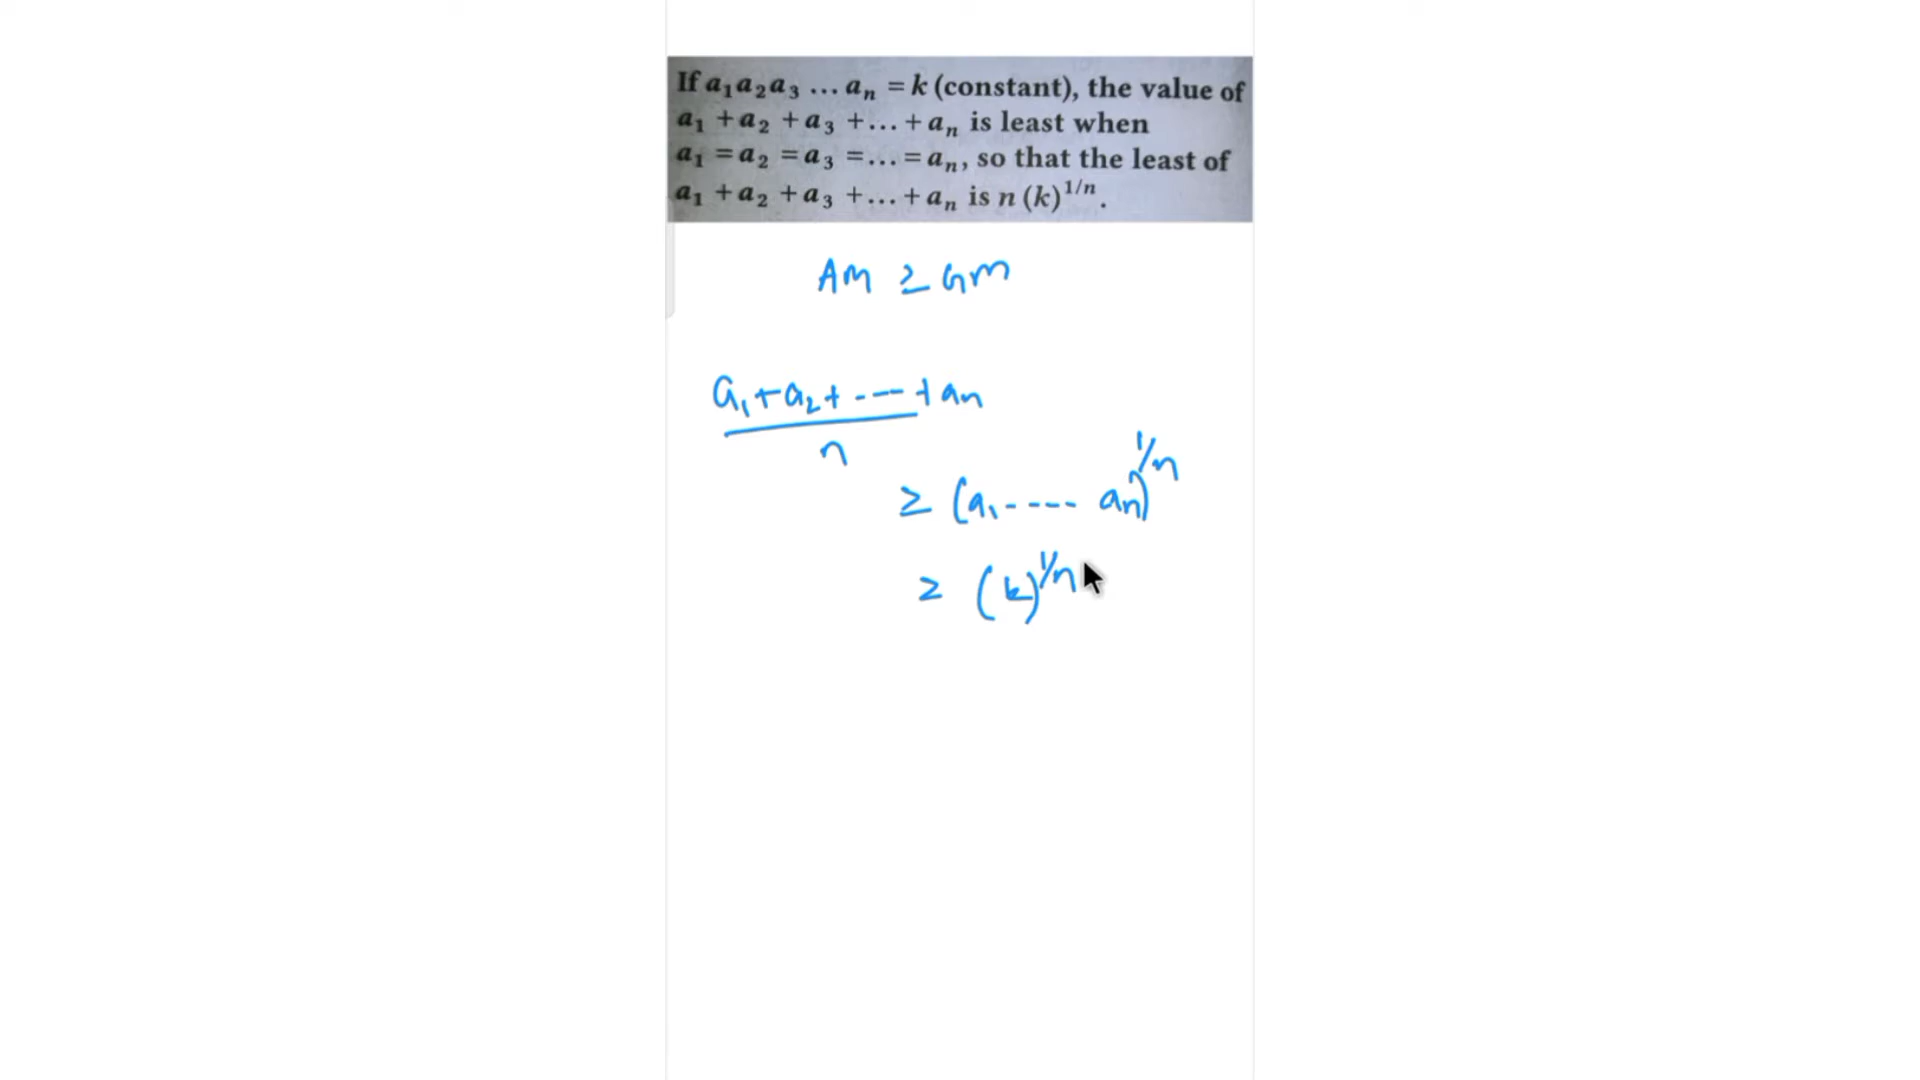 If a₁a₂a₃ ... aₙ = k (constant), the value of
a₁ + a₂ + a₃ + ... + aₙ is least when
a₁ = a₂ = a₃ = ... = aₙ, so that the least of
a₁ + a₂ + a₃ + ... + aₙ is n (k)^1/n.
AM ≥ GM
a₁ + a₂ + ---- + aₙ
n
≥ (a₁ ----- aₙ)^1/n
≥ (k)^1/n